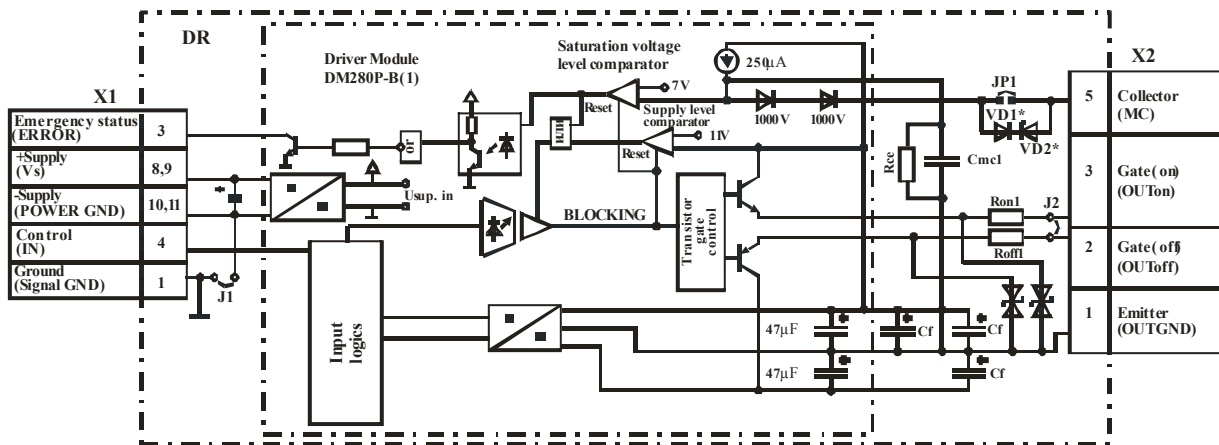 DR
Driver Module
DM280P-B(1)
Saturation voltage
level comparator
250µA
X2
X1
7V
Reset
Supply level
comparator
11V
Reset
ИЛИ
or
1000V
1000V
JP1
VD1*
VD2*
5
Collector
(MC)
Emergency status
(ERROR)
3
+Supply
(Vs)
8,9
-Supply
(POWER GND)
10,11
Control
(IN)
4
Ground
(Signal GND)
1
J1
Usup. in
BLOCKING
Transistor
gate
control
Rce
Cmc1
3
Gate(on)
(OUTon)
Ron1
J2
Roff1
2
Gate(off)
(OUToff)
1
Emitter
(OUTGND)
Input
logics
47µF
Cf
Cf
47µF
Cf